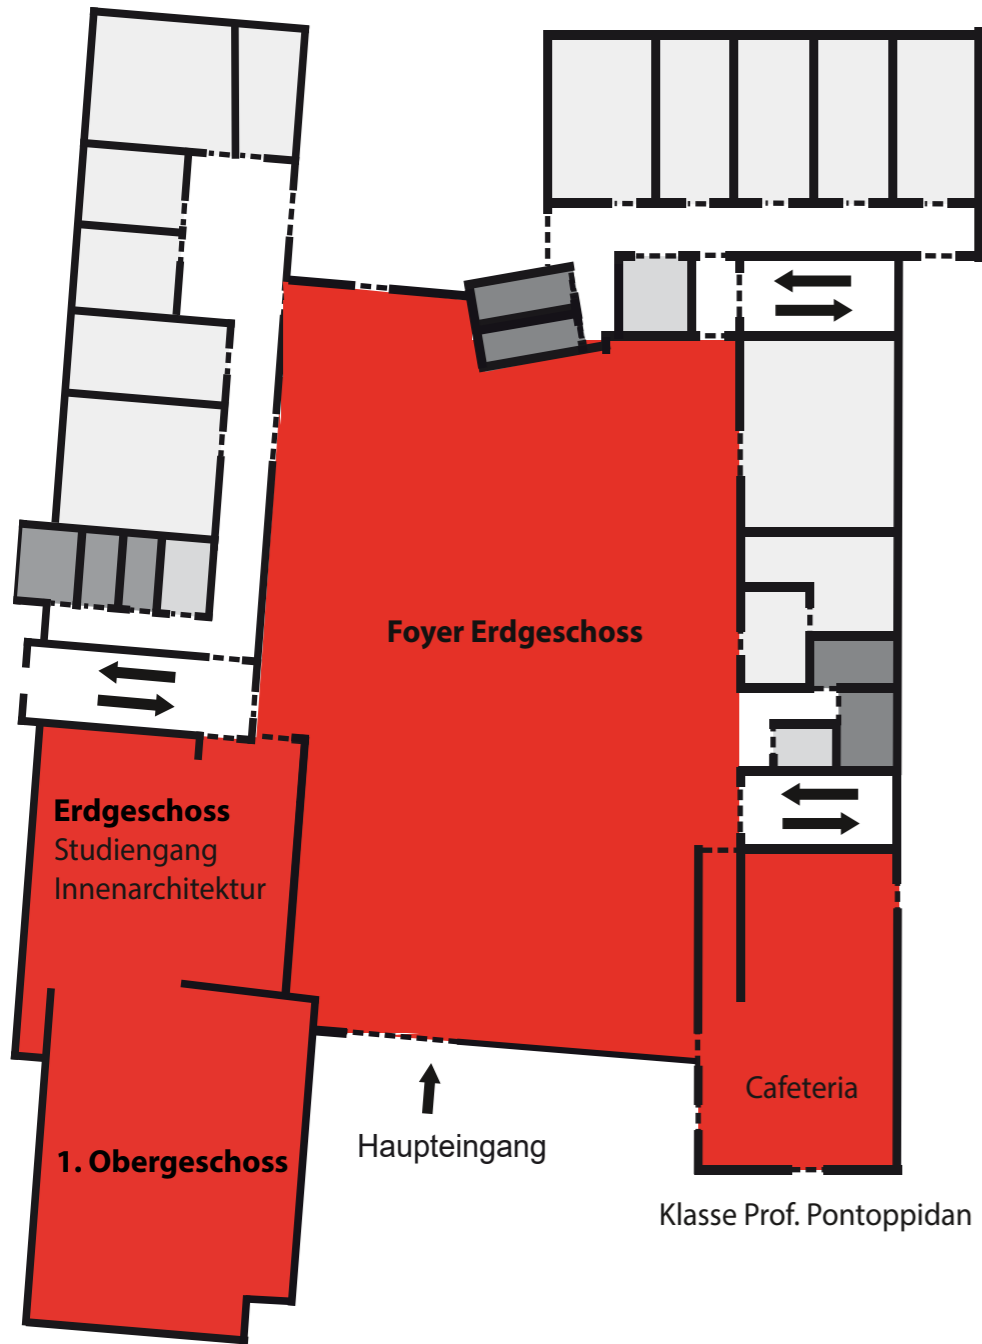 Foyer Erdgeschoss
Erdgeschoss
Studiengang
Innenarchitektur
Cafeteria
Haupteingang
1. Obergeschoss
Klasse Prof. Pontoppidan